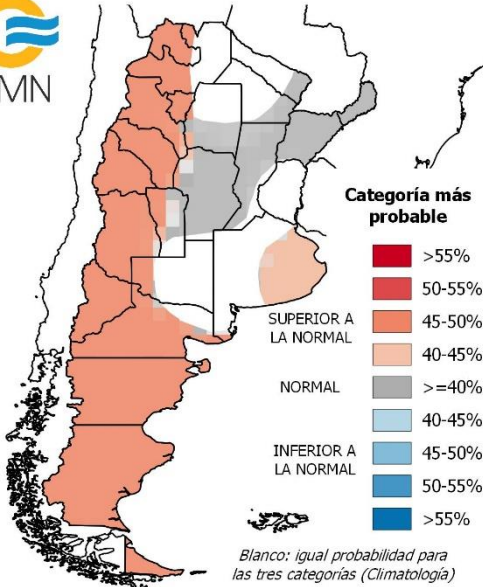 MN
Categoría más
probable
>55%
50-55%
SUPERIOR A
LA NORMAL
45-50%
40-45%
NORMAL
>=40%
40-45%
INFERIOR A
LA NORMAL
45-50%
50-55%
>55%
Blanco: igual probabilidad para
las tres categorías (Climatología)